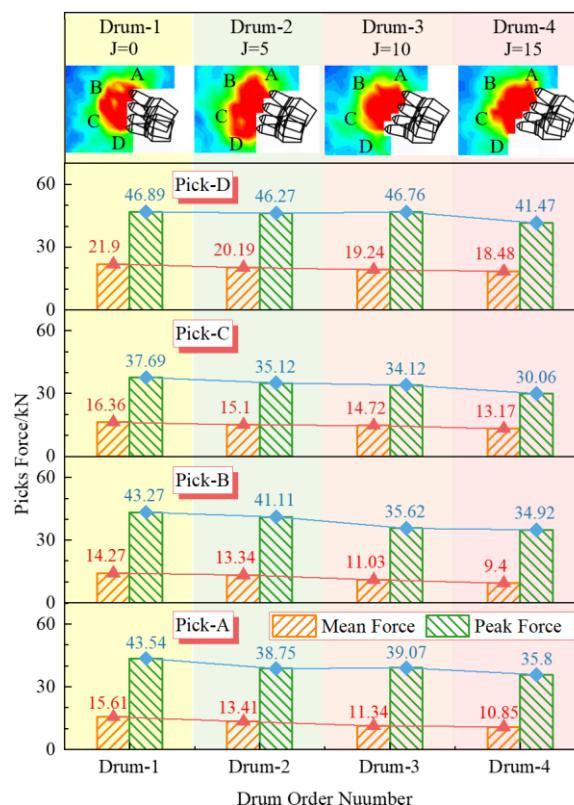 Drum-1 Drum-2 Drum-3 Drum-4
J=0 J=5 J=10 J=15
A A A A
B B B B
C C C C
D D D D
Pick-D
60
46.89 46.27 46.76 41.47
30
21.9 20.19 19.24 18.48
0
Pick-C
60
37.69 35.12 34.12 30.06
30
16.36 15.1 14.72 13.17
0
Pick-B
60
43.27 41.11 35.62 34.92
30
14.27 13.34 11.03 9.4
0
Pick-A
Mean Force Peak Force
60
43.54 38.75 39.07 35.8
30
15.61 13.41 11.34 10.85
0
Picks Force/kN
Drum-1 Drum-2 Drum-3 Drum-4
Drum Order Nuumber